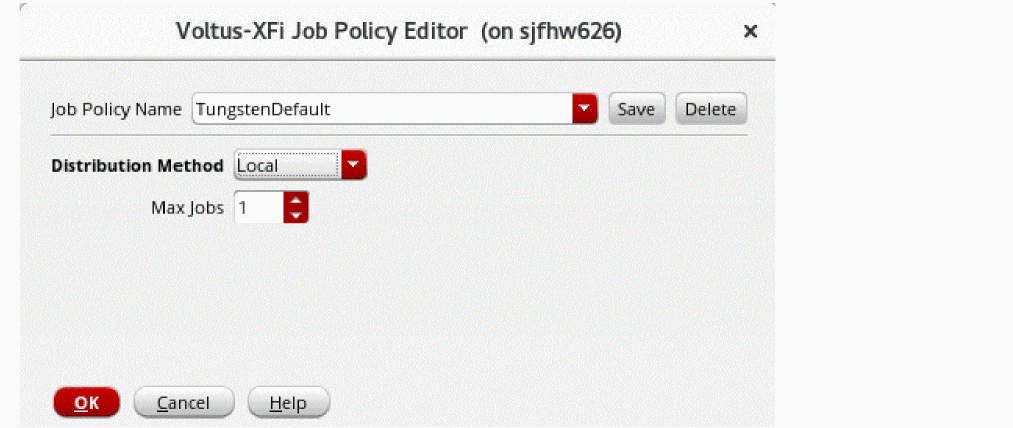 Voltus-XFi Job Policy Editor (on sjfhw626)
Job Policy Name TungstenDefault Save Delete
Distribution Method Local
Max Jobs 1
OK Cancel Help